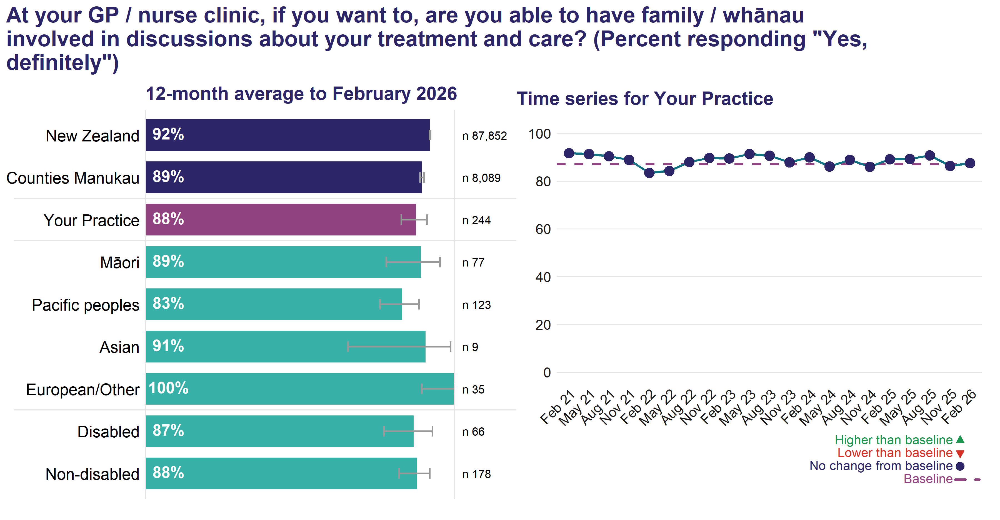 At your GP / nurse clinic, if you want to, are you able to have family / whānau
involved in discussions about your treatment and care? (Percent responding "Yes,
definitely")
12-month average to February 2026
New Zealand 92% n 87,852
Counties Manukau 89% n 8,089
Your Practice 88% n 244
Māori 89% n 77
Pacific peoples 83% n 123
Asian 91% n 9
European/Other 100% n 35
Disabled 87% n 66
Non-disabled 88% n 178
Time series for Your Practice
100
80
60
40
20
0
Feb 21
May 21
Aug 21
Nov 21
Feb 22
May 22
Aug 22
Nov 22
Feb 23
May 23
Aug 23
Nov 23
Feb 24
May 24
Aug 24
Nov 24
Feb 25
May 25
Aug 25
Nov 25
Feb 26
Higher than baseline
Lower than baseline
No change from baseline
Baseline